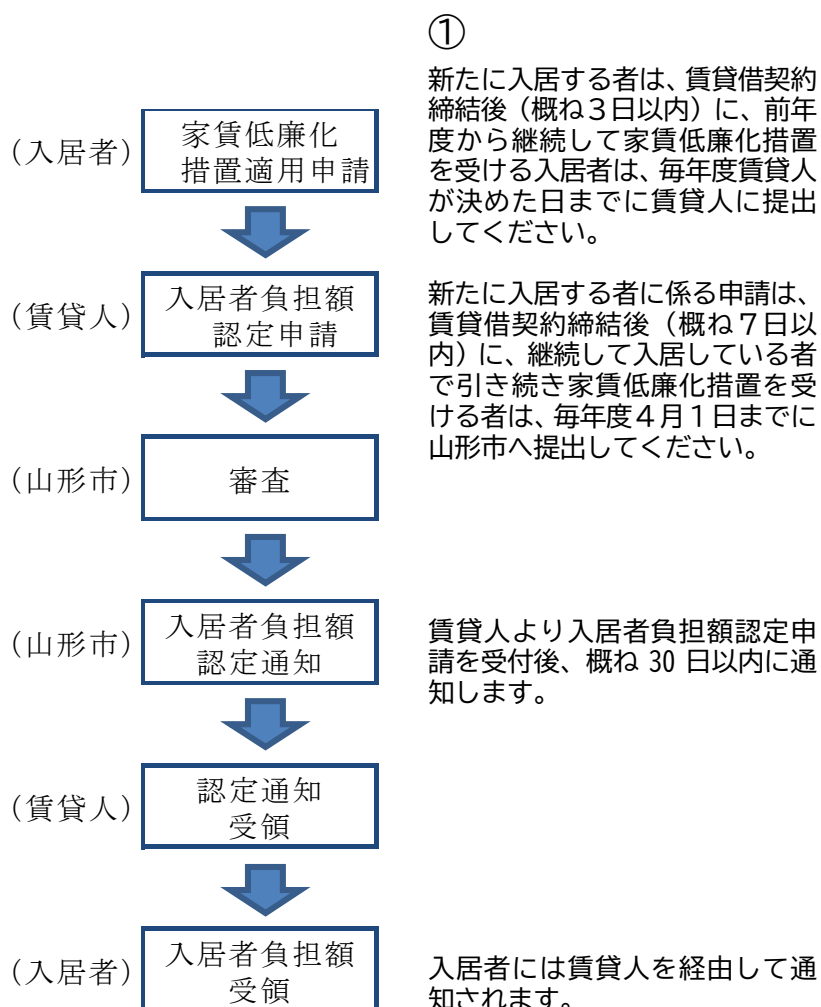 ①
新たに入居する者は、賃貸借契約
締結後（概ね３日以内）に、前年
度から継続して家賃低廉化措置
を受ける入居者は、毎年度賃貸人
が決めた日までに賃貸人に提出
してください。
（入居者）
家賃低廉化
措置適用申請
新たに入居する者に係る申請は、
賃貸借契約締結後（概ね７日以
内）に、継続して入居している者
で引き続き家賃低廉化措置を受
ける者は、毎年度４月１日までに
山形市へ提出してください。
（賃貸人）
入居者負担額
認定申請
（山形市）
審査
（山形市）
入居者負担額
認定通知
賃貸人より入居者負担額認定申
請を受付後、概ね 30 日以内に通
知します。
（賃貸人）
認定通知
受領
（入居者）
入居者負担額
受領
入居者には賃貸人を経由して通
知されます。